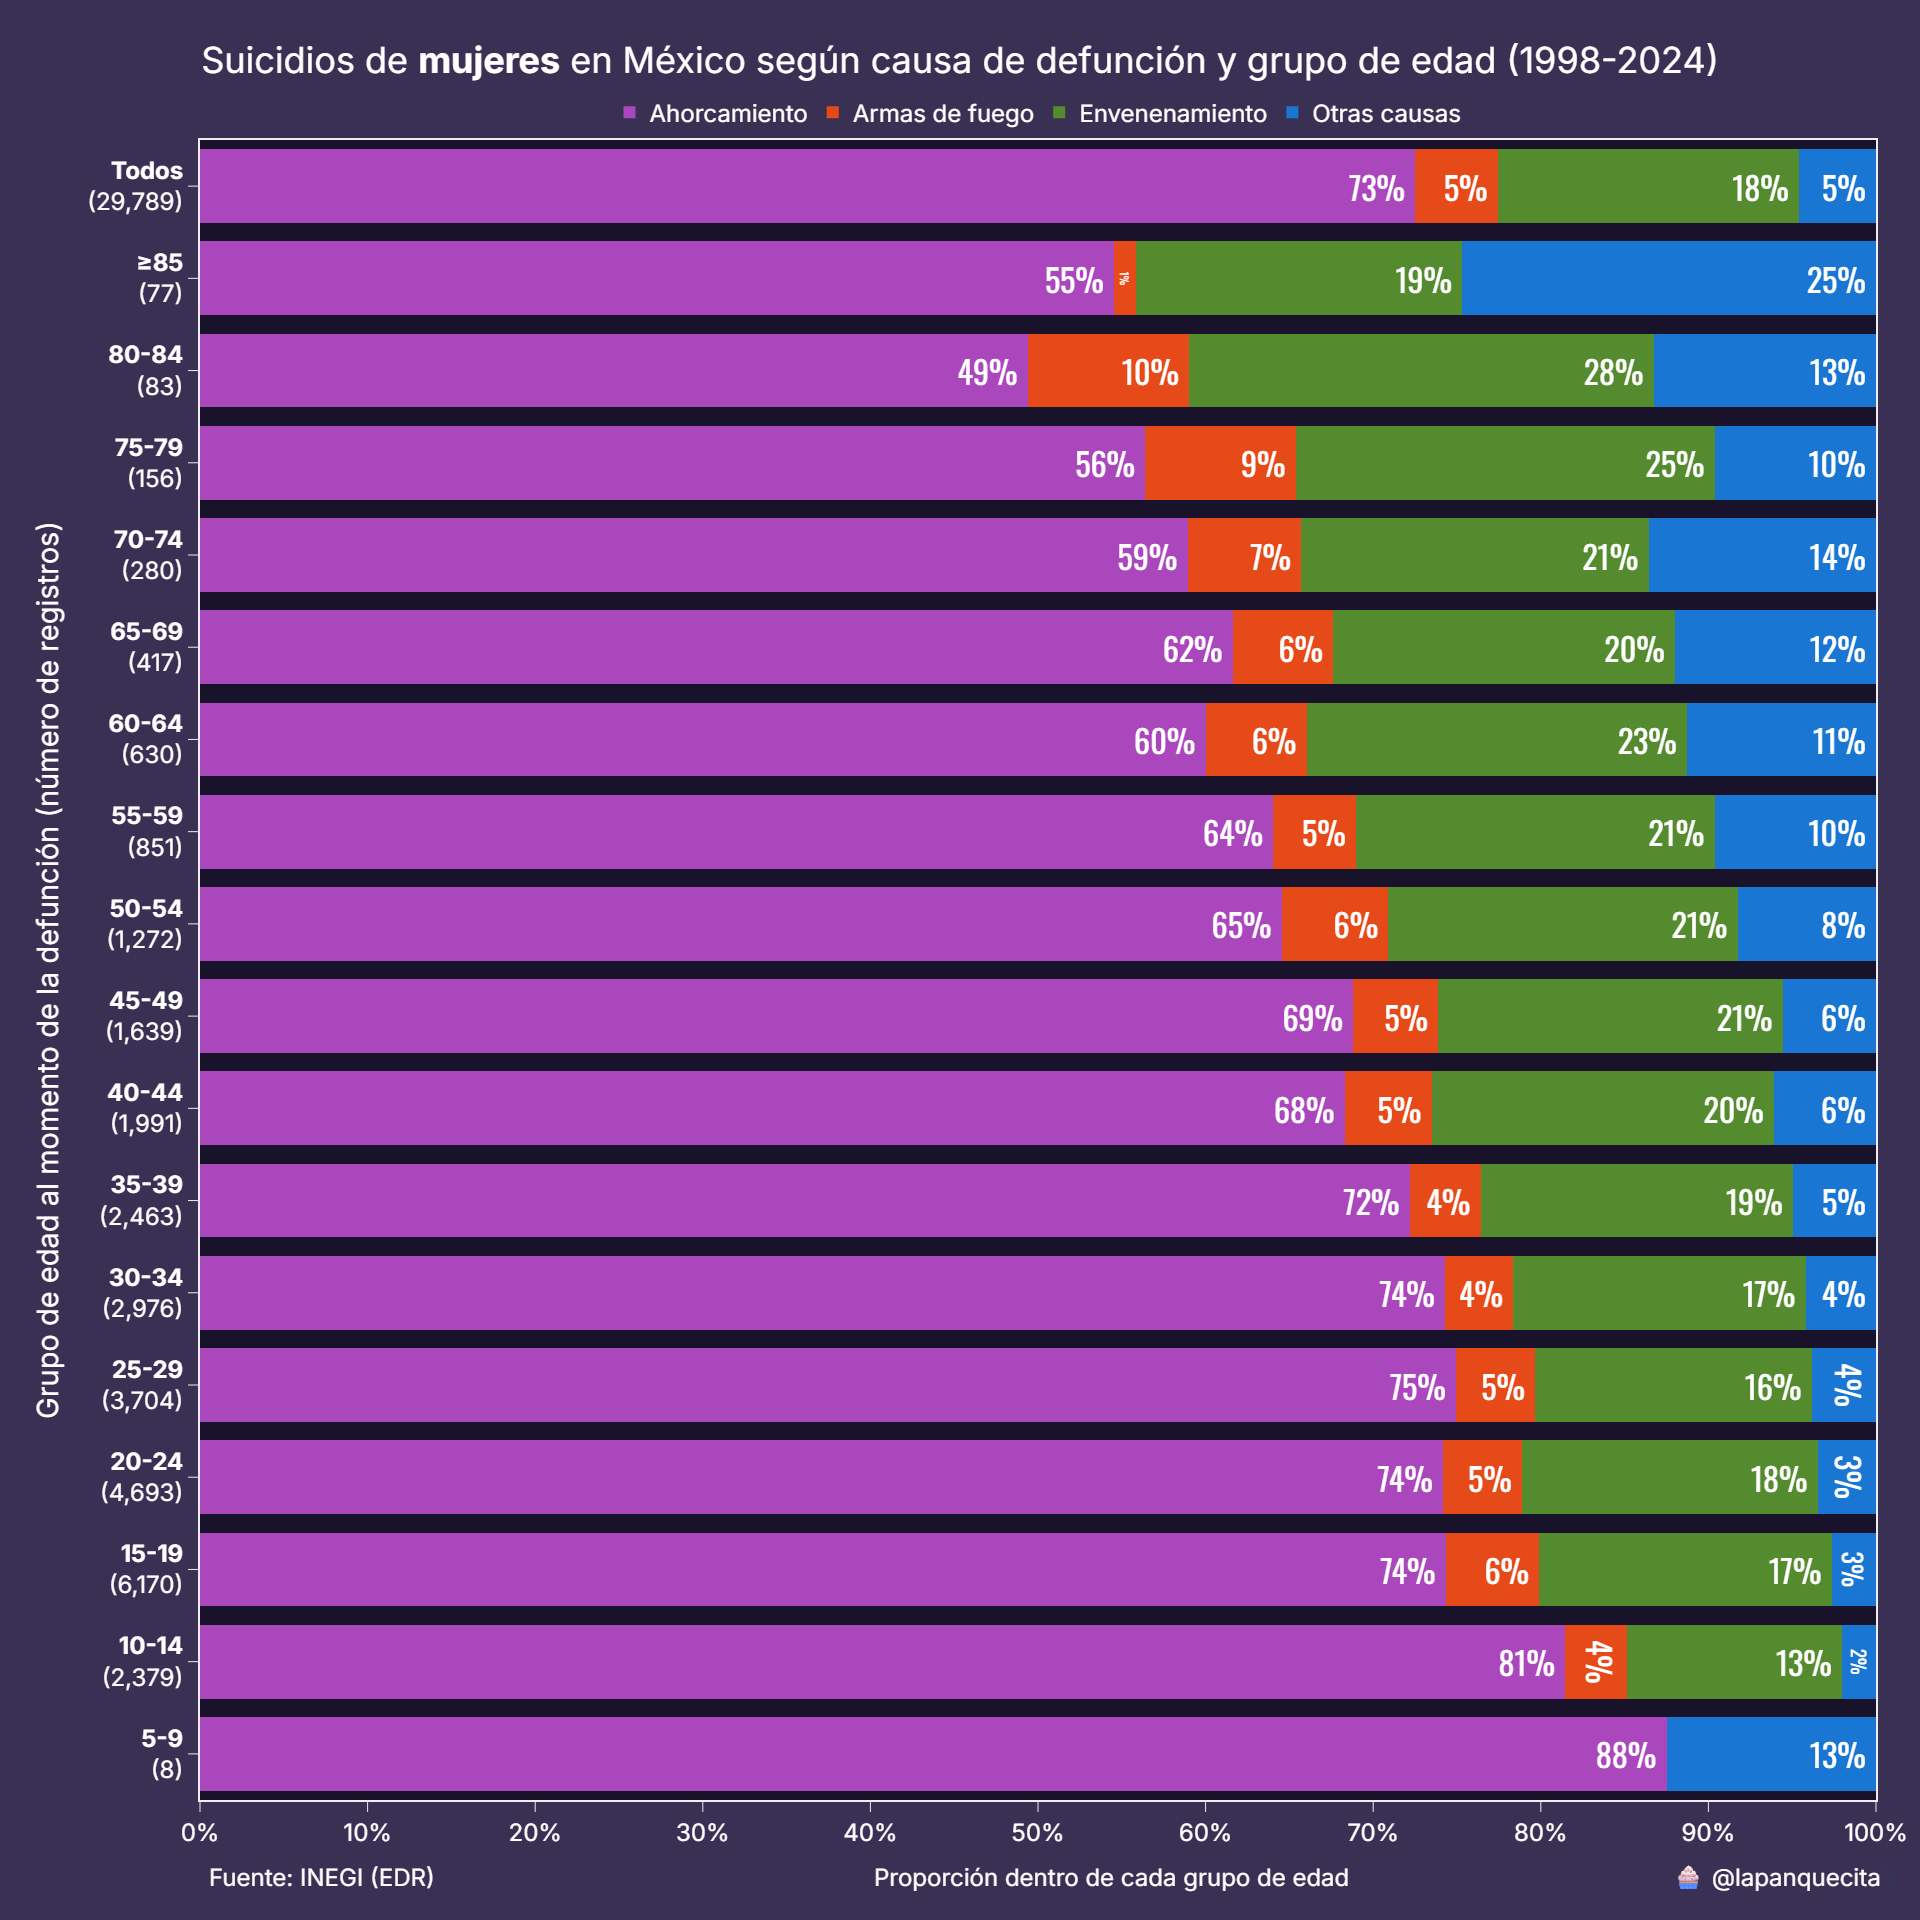 Suicidios de mujeres en México según causa de defunción y grupo de edad (1998-2024)
Ahorcamiento Armas de fuego Envenenamiento Otras causas
Grupo de edad al momento de la defunción (número de registros)
Todos
(29,789)
73% 5% 18% 5%
≥85
(77)
55% 1% 19% 25%
80-84
(83)
49% 10% 28% 13%
75-79
(156)
56% 9% 25% 10%
70-74
(280)
59% 7% 21% 14%
65-69
(417)
62% 6% 20% 12%
60-64
(630)
60% 6% 23% 11%
55-59
(851)
64% 5% 21% 10%
50-54
(1,272)
65% 6% 21% 8%
45-49
(1,639)
69% 5% 21% 6%
40-44
(1,991)
68% 5% 20% 6%
35-39
(2,463)
72% 4% 19% 5%
30-34
(2,976)
74% 4% 17% 4%
25-29
(3,704)
75% 5% 16% 4%
20-24
(4,693)
74% 5% 18% 3%
15-19
(6,170)
74% 6% 17% 3%
10-14
(2,379)
81% 4% 13% 2%
5-9
(8)
88% 13%
0% 10% 20% 30% 40% 50% 60% 70% 80% 90% 100%
Fuente: INEGI (EDR) Proporción dentro de cada grupo de edad 🧁 @lapanquecita